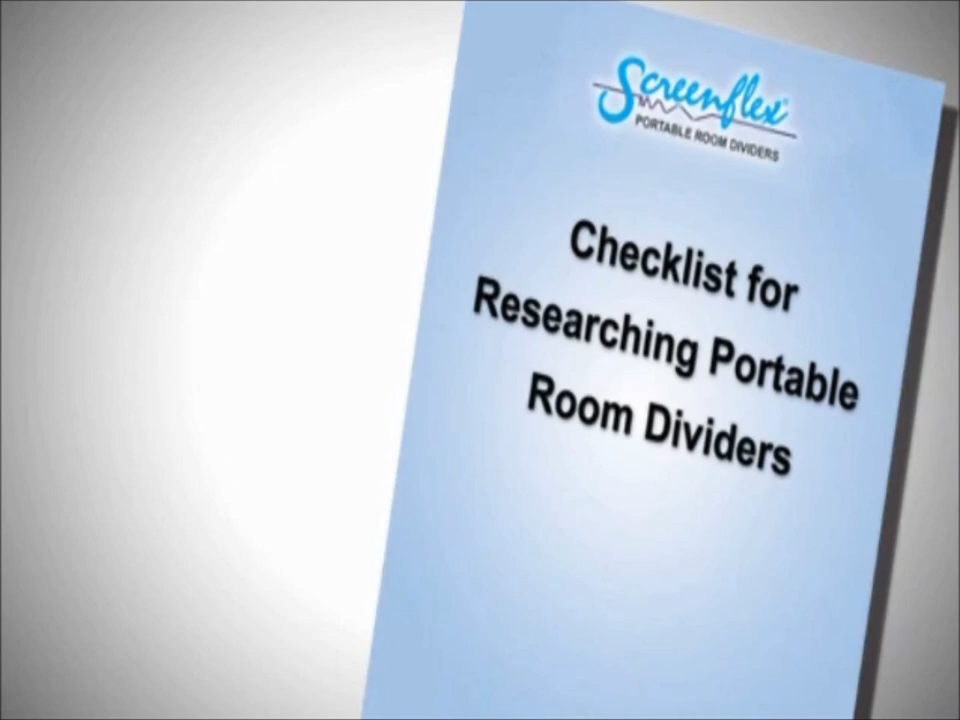 Screenflex®
PORTABLE ROOM DIVIDERS
Checklist for
Researching Portable
Room Dividers